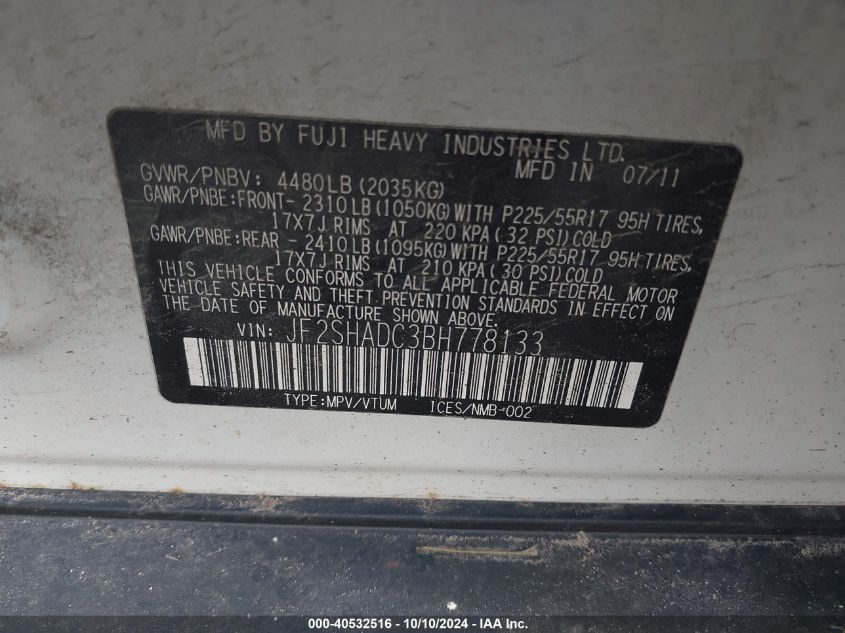 MFD BY FUJI HEAVY INDUSTRIES LTD.
MFD IN 07/11
GVWR/PNBV: 4480LB(2035KG)
GAWR/PNBE:FRONT- 2310LB(1050KG)WITH P225/55R17 95H TIRES,
17X7J RIMS AT 220 KPA(32 PSI)COLD
GAWR/PNBE:REAR - 2410LB(1095KG)WITH P225/55R17 95H TIRES,
17X7J RIMS AT 210 KPA(30 PSI)COLD
THIS VEHICLE CONFORMS TO ALL APPLICABLE FEDERAL MOTOR
VEHICLE SAFETY AND THEFT PREVENTION STANDARDS IN EFFECT ON
THE DATE OF MANUFACTURE SHOWN ABOVE.
VIN: JF2SHADC3BH778133
TYPE:MPV/VTUM ICES/NMB-002
000-40532516 - 10/10/2024 - IAA Inc.